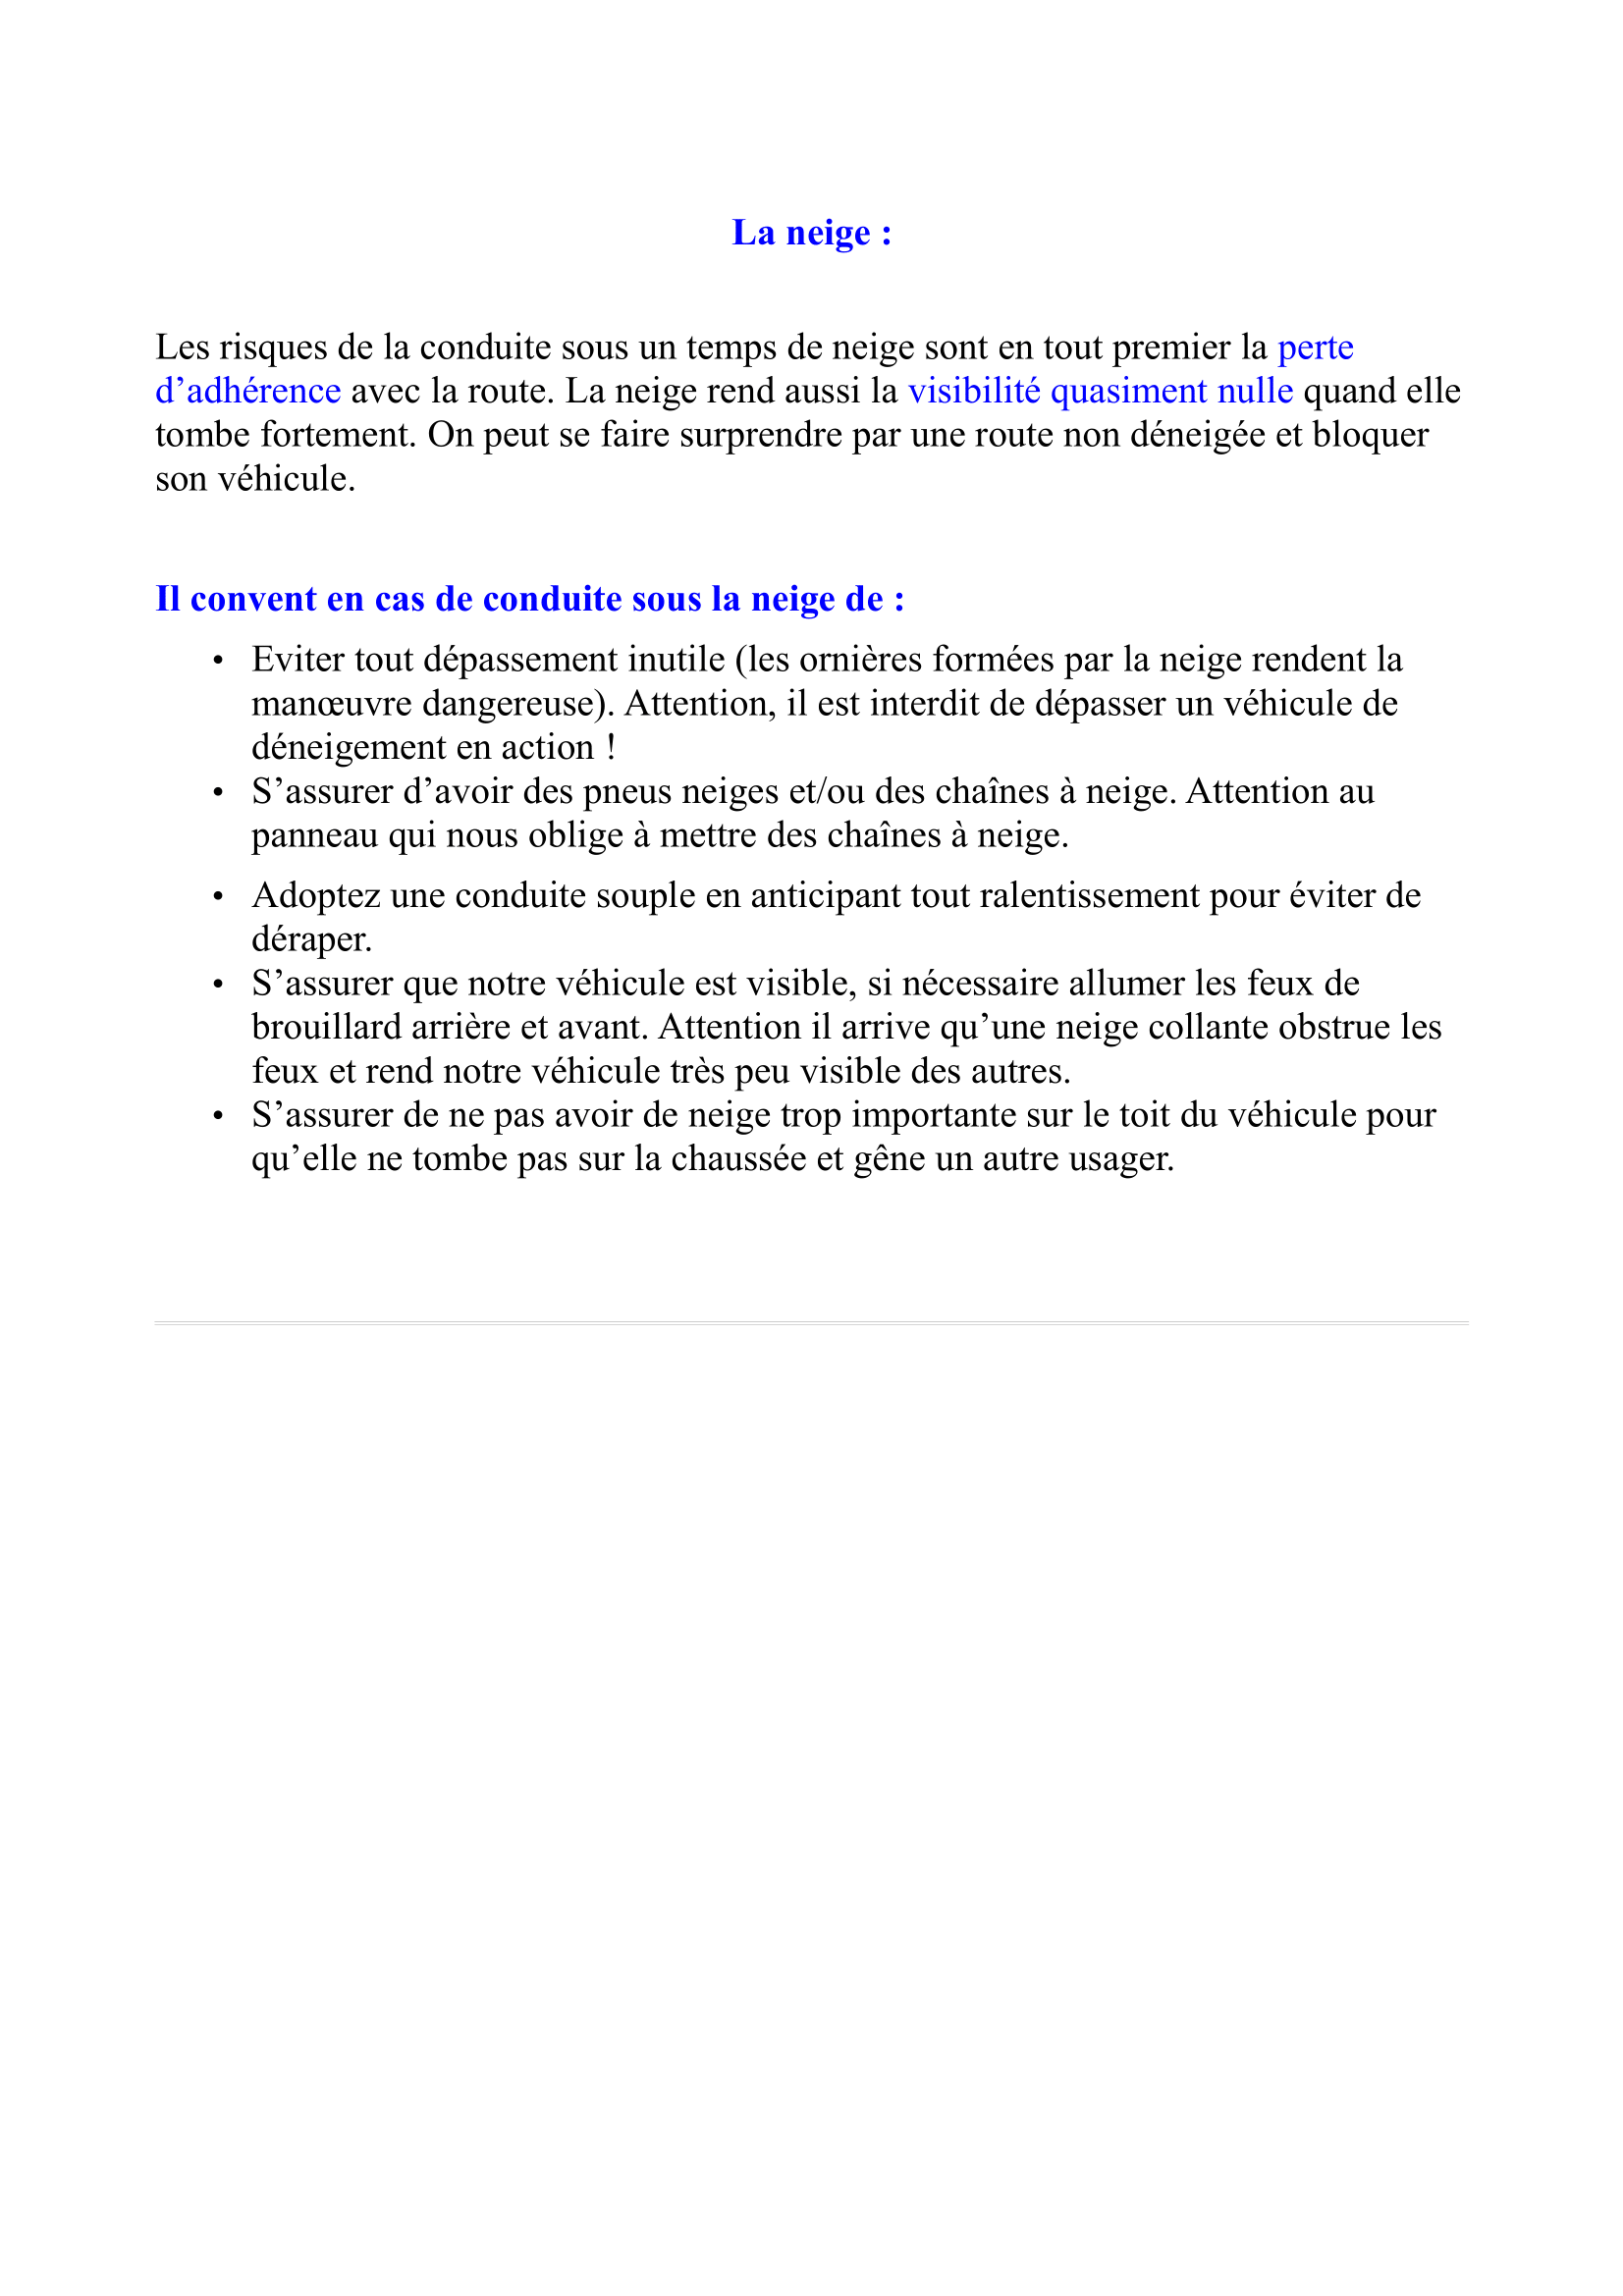 La neige :
Les risques de la conduite sous un temps de neige sont en tout premier la perte
d’adhérence avec la route. La neige rend aussi la visibilité quasiment nulle quand elle
tombe fortement. On peut se faire surprendre par une route non déneigée et bloquer
son véhicule.
Il convent en cas de conduite sous la neige de :
• Eviter tout dépassement inutile (les ornières formées par la neige rendent la
manœuvre dangereuse). Attention, il est interdit de dépasser un véhicule de
déneigement en action !
• S’assurer d’avoir des pneus neiges et/ou des chaînes à neige. Attention au
panneau qui nous oblige à mettre des chaînes à neige.
• Adoptez une conduite souple en anticipant tout ralentissement pour éviter de
déraper.
• S’assurer que notre véhicule est visible, si nécessaire allumer les feux de
brouillard arrière et avant. Attention il arrive qu’une neige collante obstrue les
feux et rend notre véhicule très peu visible des autres.
• S’assurer de ne pas avoir de neige trop importante sur le toit du véhicule pour
qu’elle ne tombe pas sur la chaussée et gêne un autre usager.